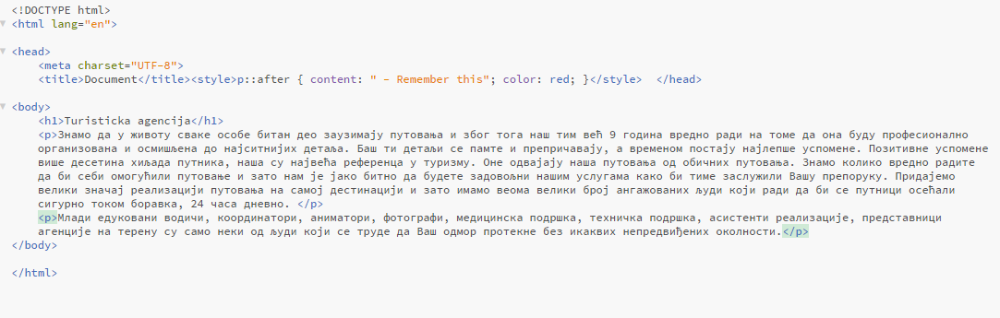 <!DOCTYPE html>
<html lang="en">
<head>
<meta charset="UTF-8">
<title>Document</title><style>p::after { content: " - Remember this"; color: red; }</style>  </head>
<body>
<h1>Turisticka agencija</h1>
<p>Знамо да у животу сваке особе битан део заузимају путовања и због тога наш тим већ 9 година вредно ради на томе да она буду професионално
организована и осмишљена до најситнијих детаља. Баш ти детаљи се памте и препричавају, а временом постају најлепше успомене. Позитивне успомене
више десетина хиљада путника, наша су највећа референца у туризму. Оне одвајају наша путовања од обичних путовања. Знамо колико вредно радите
да би себи омогућили путовање и зато нам је јако битно да будете задовољни нашим услугама како би тиме заслужили Вашу препоруку. Придајемо
велики значај реализацији путовања на самој дестинацији и зато имамо веома велики број ангажованих људи који ради да би се путници осећали
сигурно током боравка, 24 часа дневно. </p>
<p>Млади едуковани водичи, координатори, аниматори, фотографи, медицинска подршка, техничка подршка, асистенти реализације, представници
агенције на терену су само неки од људи који се труде да Ваш одмор протекне без икаквих непредвиђених околности.</p>
</body>
</html>